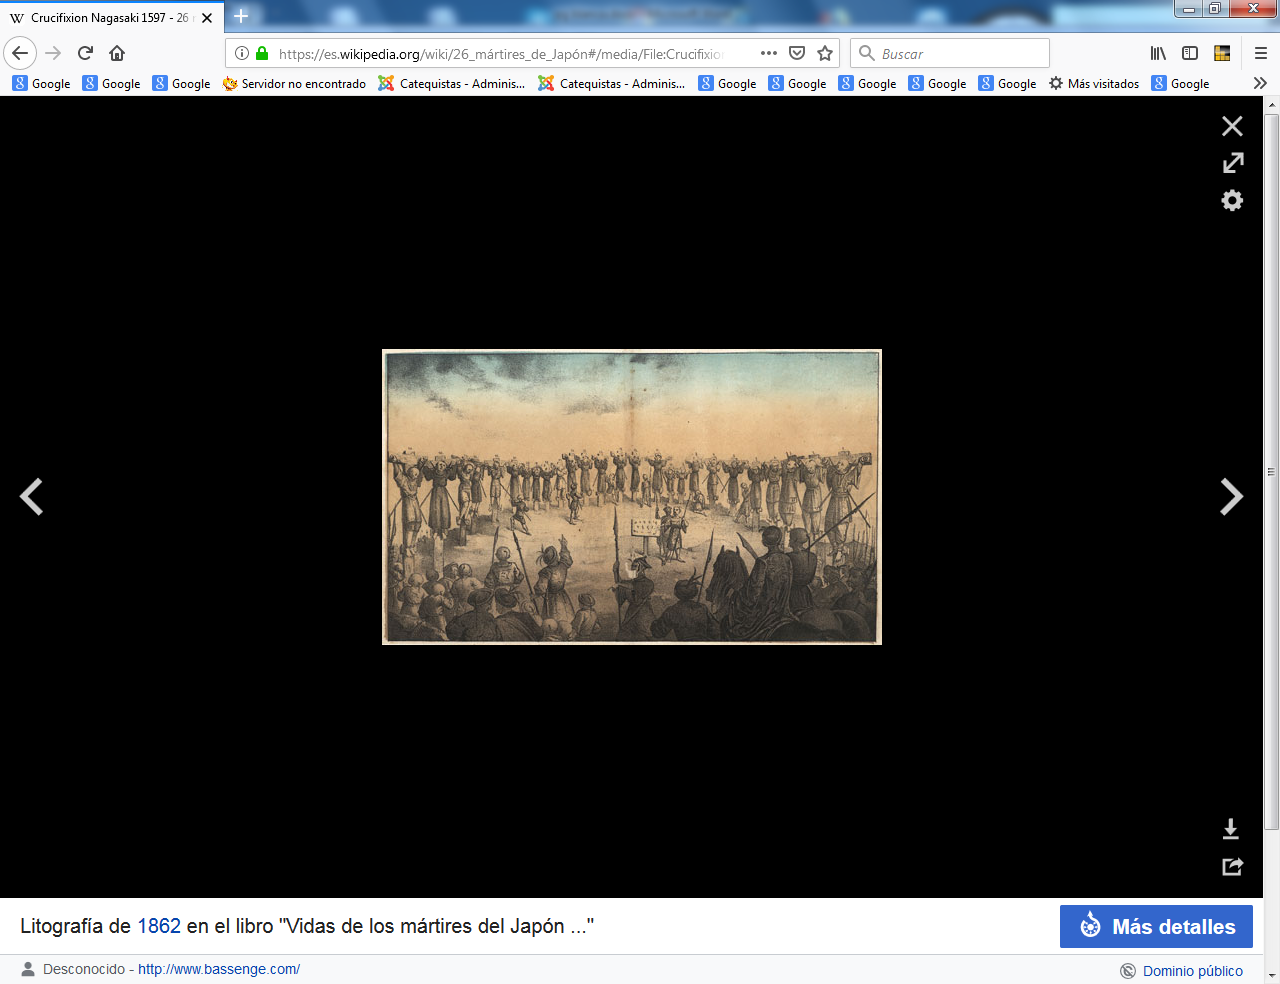 Crucifixion Nagasaki 1597 - 26
https://es.wikipedia.org/wiki/26_mártires_de_Japón#/media/File:Crucifixion
Buscar
Google Google Google Servidor no encontrado Catequistas - Adminis... Catequistas - Adminis... Google Google Google Google Google Más visitados Google
Litografía de 1862 en el libro "Vidas de los mártires del Japón ..."
Más detalles
Desconocido - http://www.bassenge.com/
Dominio público